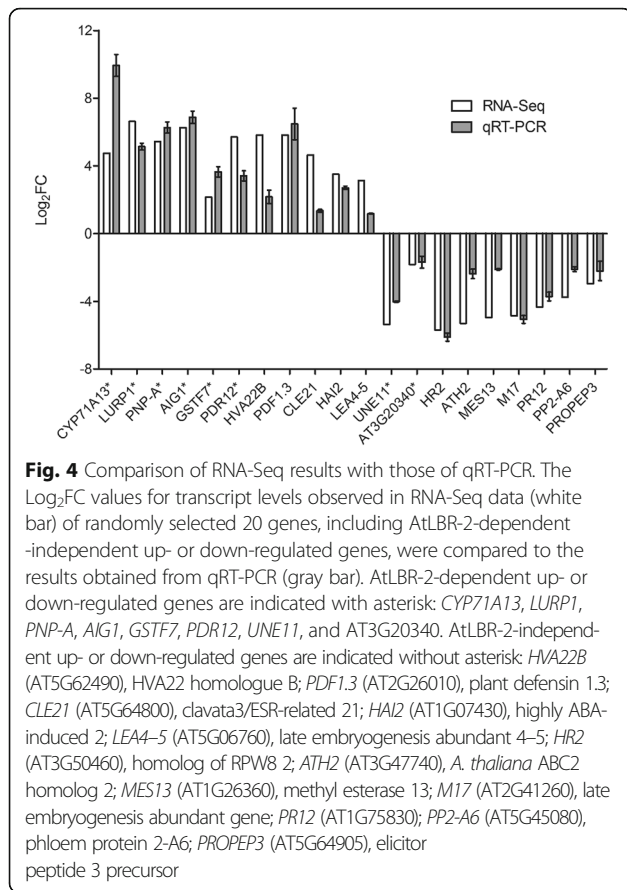 12
8
4
0
-4
-8
Log₂FC
RNA-Seq
qRT-PCR
CYP71A13*
LURP1*
PNP-A*
AIG1*
GSTF7*
PDR12*
HVA22B
PDF1.3
CLE21
HAI2
LEA4-5
UNE11*
AT3G20340*
HR2
ATH2
MES13
M17
PR12
PP2-A6
PROPEP3
Fig. 4 Comparison of RNA-Seq results with those of qRT-PCR. The
Log₂FC values for transcript levels observed in RNA-Seq data (white
bar) of randomly selected 20 genes, including AtLBR-2-dependent
-independent up- or down-regulated genes, were compared to the
results obtained from qRT-PCR (gray bar). AtLBR-2-dependent up- or
down-regulated genes are indicated with asterisk: CYP71A13, LURP1,
PNP-A, AIG1, GSTF7, PDR12, UNE11, and AT3G20340. AtLBR-2-independ-
ent up- or down-regulated genes are indicated without asterisk: HVA22B
(AT5G62490), HVA22 homologue B; PDF1.3 (AT2G26010), plant defensin 1.3;
CLE21 (AT5G64800), clavata3/ESR-related 21; HAI2 (AT1G07430), highly ABA-
induced 2; LEA4–5 (AT5G06760), late embryogenesis abundant 4–5; HR2
(AT3G50460), homolog of RPW8 2; ATH2 (AT3G47740), A. thaliana ABC2
homolog 2; MES13 (AT1G26360), methyl esterase 13; M17 (AT2G41260), late
embryogenesis abundant gene; PR12 (AT1G75830); PP2-A6 (AT5G45080),
phloem protein 2-A6; PROPEP3 (AT5G64905), elicitor
peptide 3 precursor